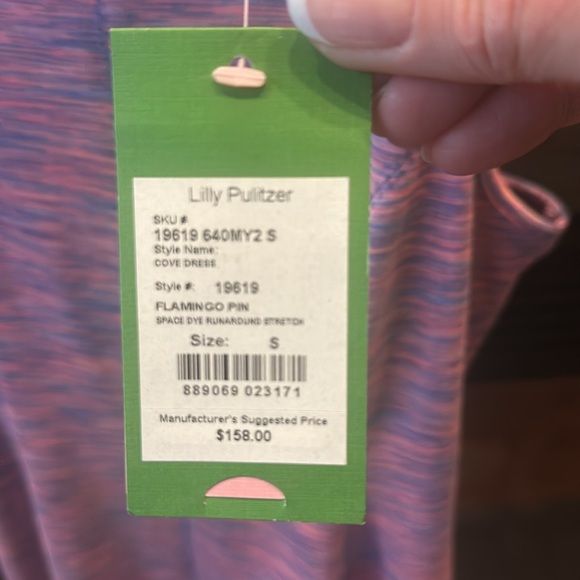 Lilly Pulitzer
SKU #
19619 640MY2 S
Style Name:
COVE DRESS
Style #: 19619
FLAMINGO PIN
SPACE DYE RUNAROUND STRETCH
Size: S
889069 023171
Manufacturer's Suggested Price
$158.00